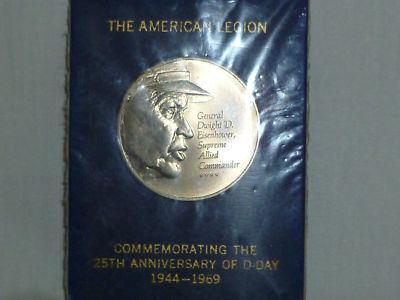 THE AMERICAN LEGION
General
Dwight D.
Eisenhower,
Supreme
Allied
Commander
COMMEMORATING THE
25TH ANNIVERSARY OF D-DAY
1944-1969